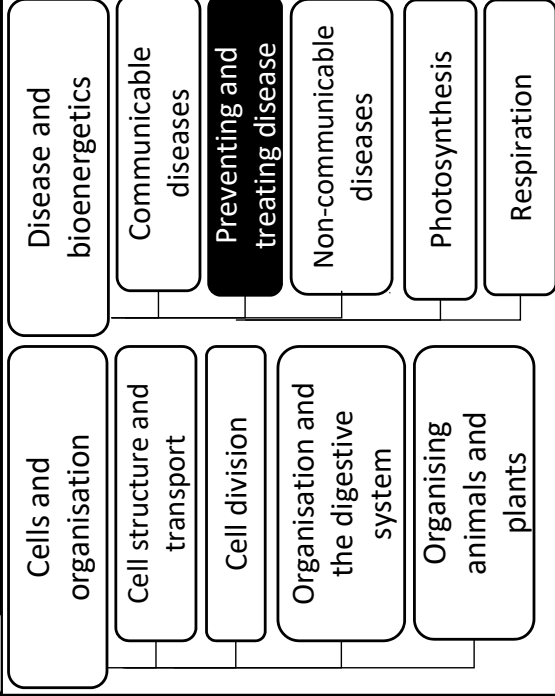 Cells and
organisation
Cell structure and
transport
Cell division
Organisation and
the digestive
system
Organising
animals and
plants
Disease and
bioenergetics
Communicable
diseases
Preventing and
treating disease
Non-communicable
diseases
Photosynthesis
Respiration